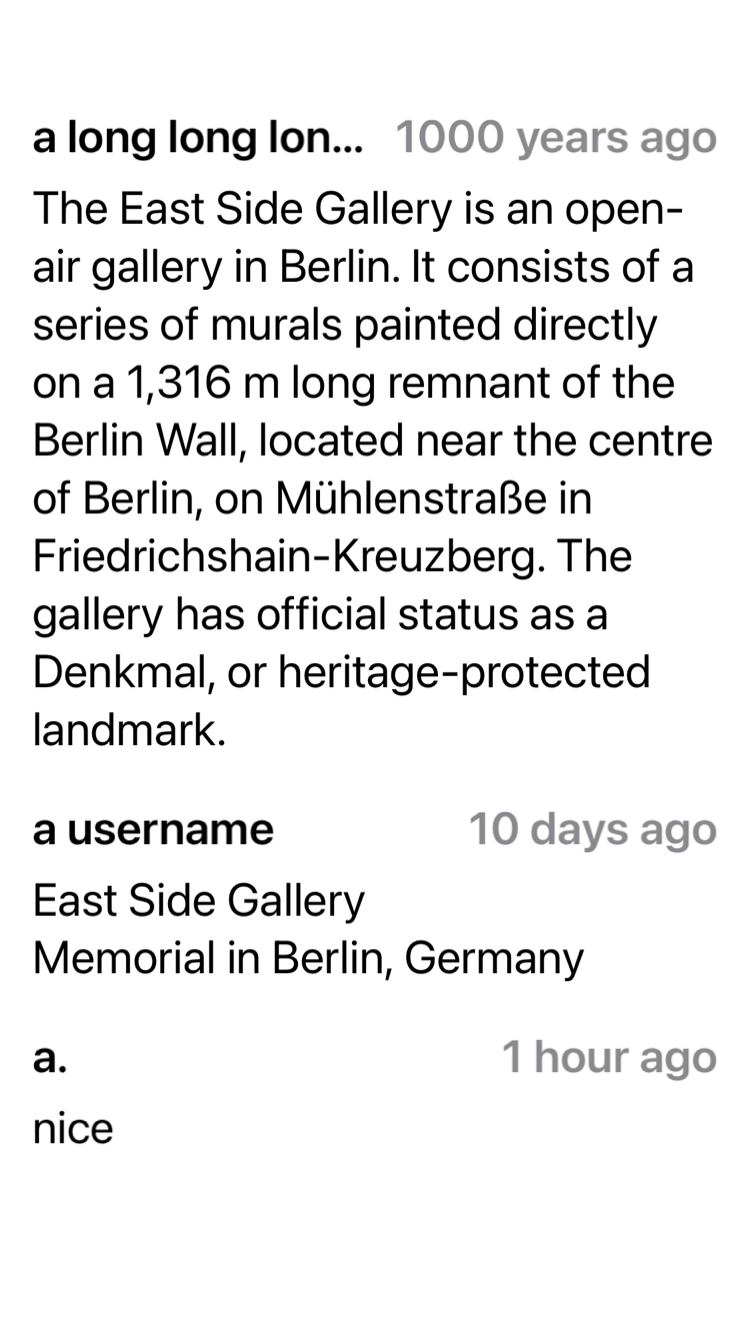 a long long lon... 1000 years ago
The East Side Gallery is an open-
air gallery in Berlin. It consists of a
series of murals painted directly
on a 1,316 m long remnant of the
Berlin Wall, located near the centre
of Berlin, on Mühlenstraße in
Friedrichshain-Kreuzberg. The
gallery has official status as a
Denkmal, or heritage-protected
landmark.
a username 10 days ago
East Side Gallery
Memorial in Berlin, Germany
a. 1 hour ago
nice